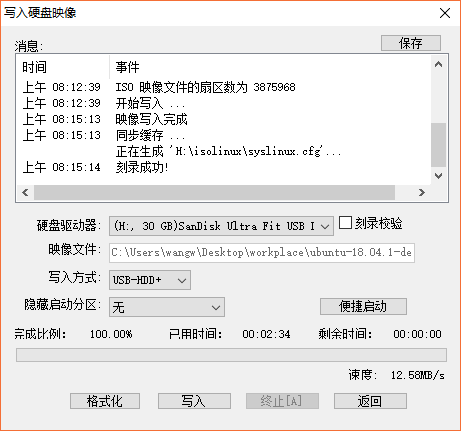 写入硬盘映像
消息:
保存
时间 事件
上午 08:12:39 ISO 映像文件的扇区数为 3875968
上午 08:12:39 开始写入 ...
上午 08:15:13 映像写入完成
上午 08:15:13 同步缓存 ...
正在生成 'H:\isolinux\syslinux.cfg'...
上午 08:15:14 刻录成功!
硬盘驱动器: (H:, 30 GB)SanDisk Ultra Fit USB I 刻录校验
映像文件: C:\Users\wangw\Desktop\workplace\ubuntu-18.04.1-de
写入方式: USB-HDD+
隐藏启动分区: 无 便捷启动
完成比例: 100.00% 已用时间: 00:02:34 剩余时间: 00:00:00
速度: 12.58MB/s
格式化 写入 终止[A] 返回